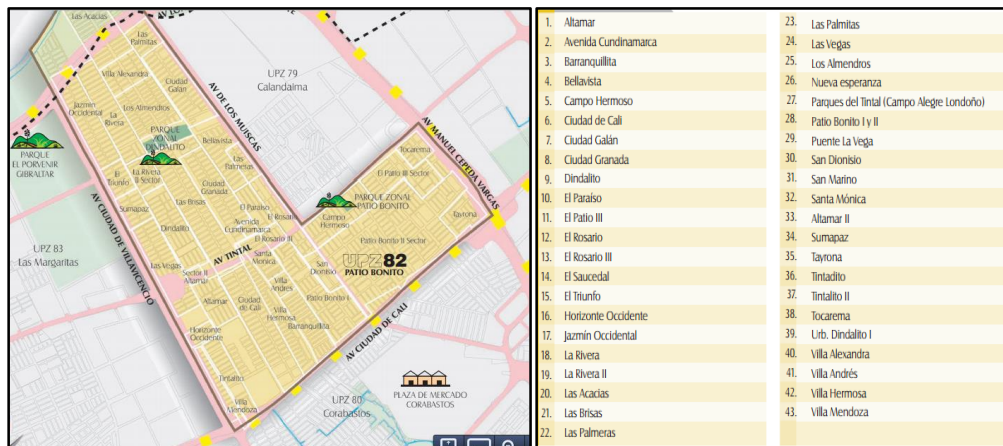 Las Acacias
Las
Palmitas
UPZ 79
Calandaima
Villa Alexandra
Ciudad
Galán
AV DE LOS MUISCAS
Jazmín
Occidental
Los Almendros
La
Rivera
PARQUE
ZONAL
DINDALITO
Bellavista
AV MANUEL CEPEDA VARGAS
PARQUE
EL PORVENIR
GIBRALTAR
Tocarema
Las
Palmeras
El
Triunfo
La Rivera
II Sector
El Patio III Sector
Ciudad
Granada
PARQUE ZONAL
PATIO BONITO
Sumapaz
Las Brisas
El Paraíso
El Rosario
Campo
Hermoso
Tayrona
AV CIUDAD DE VILLAVICENCIO
Dindalito
Avenida
Cundinamarca
El Rosario III
Patio Bonito II Sector
UPZ 83
Las Margaritas
AV TINTAL
Santa
Monica
UPZ82
PATIO BONITO
Las Vegas
Sector II
Altamar
San
Dionisio
Villa
Andres
Altamar
Ciudad
de Cali
Patio Bonito I
Villa
Hermosa
Barranquillita
AV CIUDAD DE CALI
Horizonte
Occidente
Tintalito
PLAZA DE MERCADO
CORABASTOS
Villa
Mendoza
UPZ 80
Corabastos
1. Altamar
2. Avenida Cundinamarca
3. Barranquillita
4. Bellavista
5. Campo Hermoso
6. Ciudad de Cali
7. Ciudad Galán
8. Ciudad Granada
9. Dindalito
10. El Paraíso
11. El Patio III
12. El Rosario
13. El Rosario III
14. El Saucedal
15. El Triunfo
16. Horizonte Occidente
17. Jazmín Occidental
18. La Rivera
19. La Rivera II
20. Las Acacias
21. Las Brisas
22. Las Palmeras
23. Las Palmitas
24. Las Vegas
25. Los Almendros
26. Nueva esperanza
27. Parques del Tintal (Campo Alegre Londoño)
28. Patio Bonito I y II
29. Puente La Vega
30. San Dionisio
31. San Marino
32. Santa Mónica
33. Altamar II
34. Sumapaz
35. Tayrona
36. Tintadito
37. Tintalito II
38. Tocarema
39. Urb. Dindalito I
40. Villa Alexandra
41. Villa Andrés
42. Villa Hermosa
43. Villa Mendoza